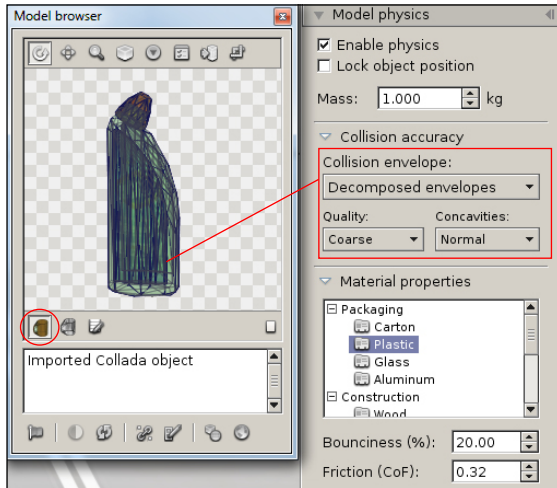 Model browser
Imported Collada object
Model physics
Enable physics
Lock object position
Mass: 1.000 kg
Collision accuracy
Collision envelope:
Decomposed envelopes
Quality: Concavities:
Coarse Normal
Material properties
Packaging
Carton
Plastic
Glass
Aluminum
Construction
Wood
Bounciness (%): 20.00
Friction (CoF): 0.32